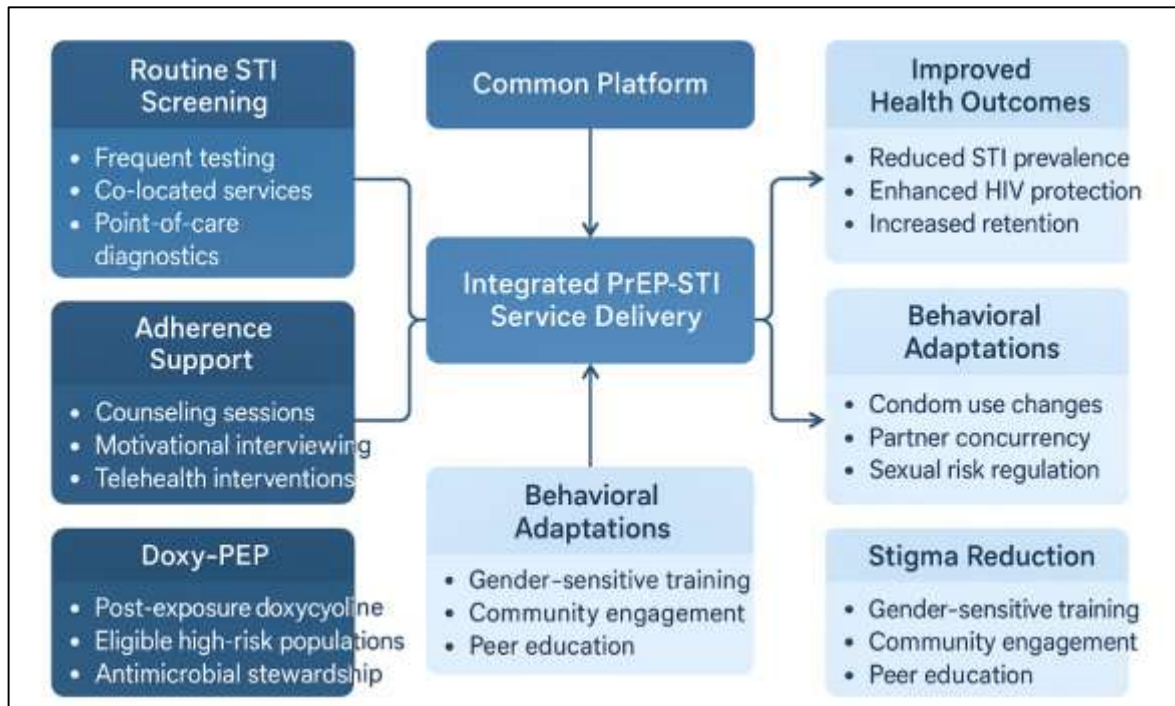 Routine STI
Screening
• Frequent testing
• Co-located services
• Point-of-care
diagnostics
Adherence
Support
• Counseling sessions
• Motivational interviewing
• Telehealth interventions
Doxy-PEP
• Post-exposure doxycyoline
• Eligible high-risk populations
• Antimicrobial stewardship
Common Platform
Integrated PrEP-STI
Service Delivery
Behavioral
Adaptations
• Gender-sensitive training
• Community engagement
• Peer education
Improved
Health Outcomes
• Reduced STI prevalence
• Enhanced HIV protection
• Increased retention
Behavioral
Adaptations
• Condom use changes
• Partner concurrency
• Sexual risk regulation
Stigma Reduction
• Gender-sensitive training
• Community engagement
• Peer education